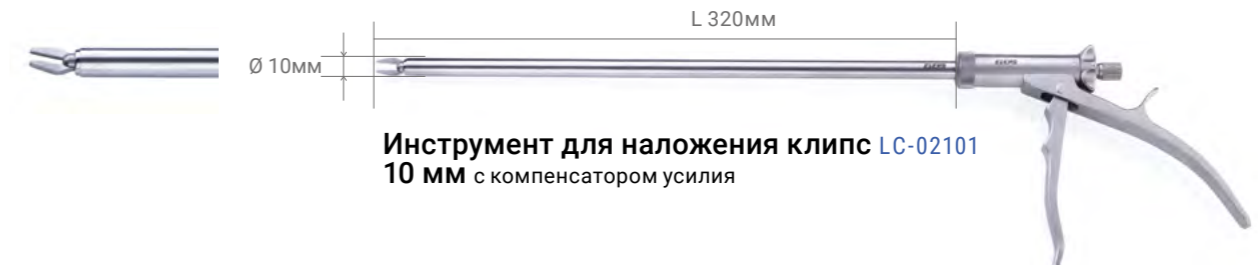 L 320мм
Ø 10мм
Инструмент для наложения клипс LC-02101
10 мм с компенсатором усилия